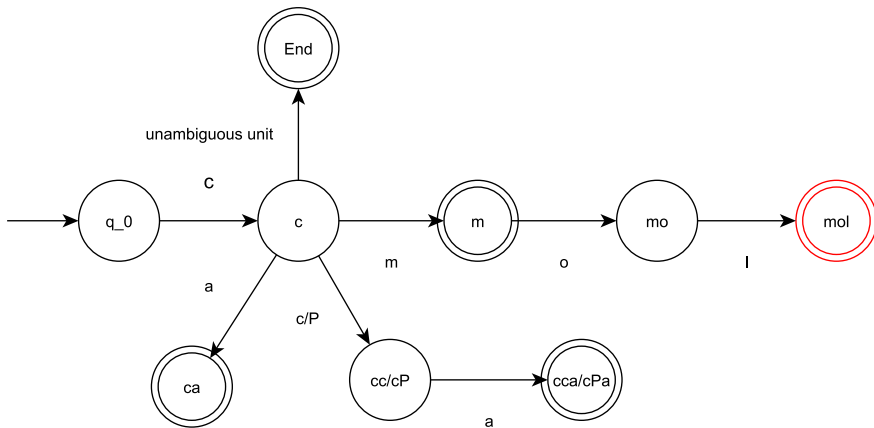 End
unambiguous unit
C
q_0
c
m
mo
mol
a
m
o
l
c/P
ca
cc/cP
cca/cPa
a